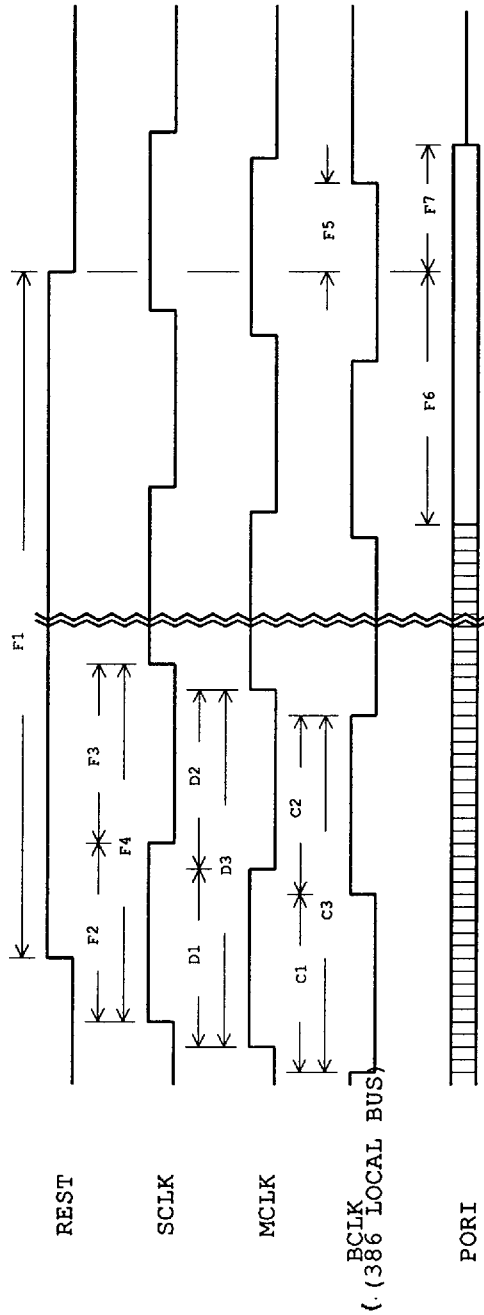 F1
REST
F2
F3
F4
SCLK
D1
D2
D3
MCLK
F5
C1
C2
C3
BCLK
(. (386 LOCAL BUS)
F6
F7
PORI